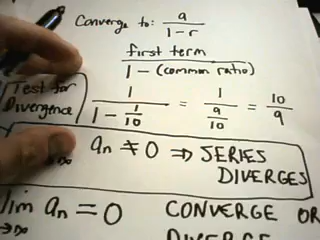 Converge to: a / 1 - r
first term / 1 - (common ratio)
Test for Divergence
1 / 1 - 1/10 = 1 / 9/10 = 10/9
an ≠ 0 ⇒ SERIES
DIVERGES
lim an = 0 CONVERGE OR
DIVERGE